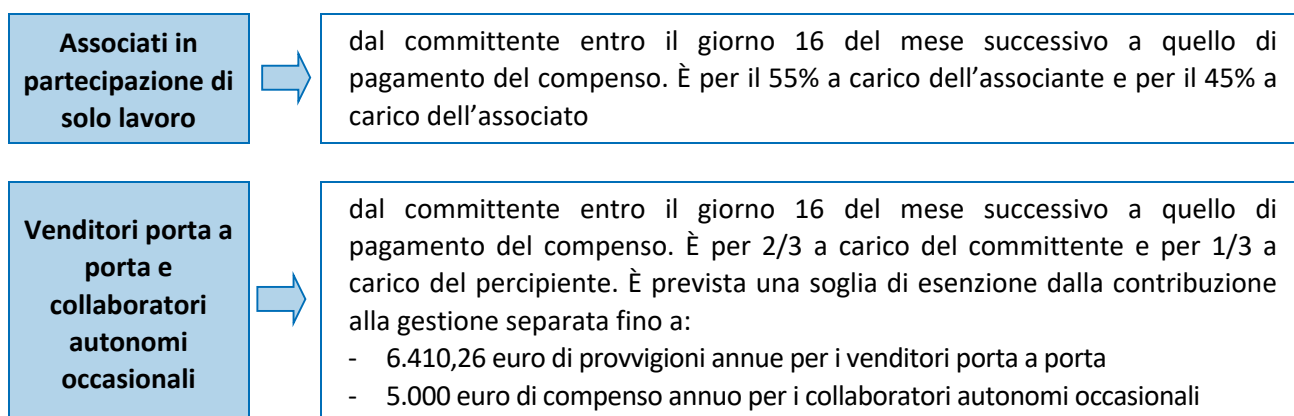 Associati in
partecipazione di
solo lavoro
dal committente entro il giorno 16 del mese successivo a quello di
pagamento del compenso. È per il 55% a carico dell’associante e per il 45% a
carico dell’associato
Venditori porta a
porta e
collaboratori
autonomi
occasionali
dal committente entro il giorno 16 del mese successivo a quello di
pagamento del compenso. È per 2/3 a carico del committente e per 1/3 a
carico del percipiente. È prevista una soglia di esenzione dalla contribuzione
alla gestione separata fino a:
- 6.410,26 euro di provvigioni annue per i venditori porta a porta
- 5.000 euro di compenso annuo per i collaboratori autonomi occasionali